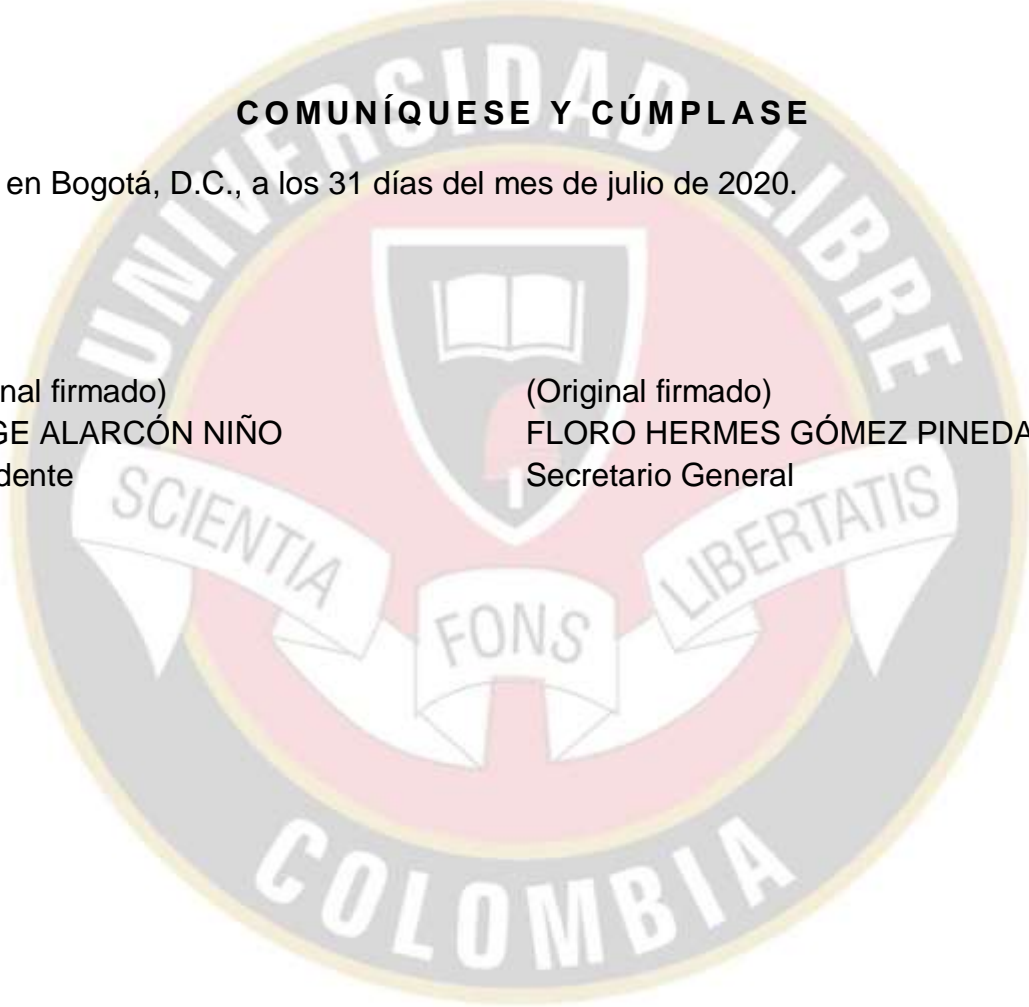 COMUNÍQUESE Y CÚMPLASE
en Bogotá, D.C., a los 31 días del mes de julio de 2020.
nal firmado) (Original firmado)
GE ALARCÓN NIÑO FLORO HERMES GÓMEZ PINEDA
dente Secretario General
UNIVERSIDAD LIBRE
SCIENTIA FONS LIBERTATIS
COLOMBIA